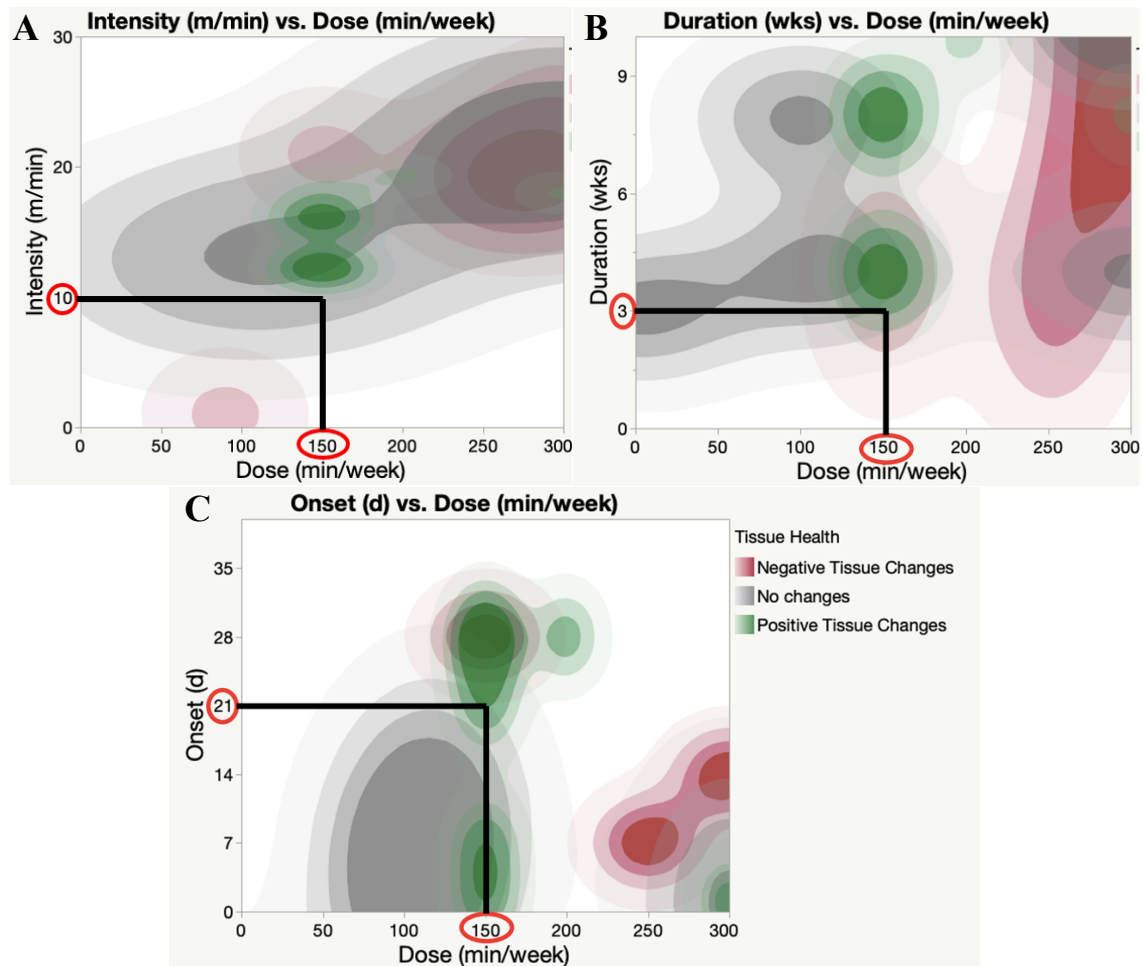 A
Intensity (m/min) vs. Dose (min/week)
30
20
10
0
Intensity (m/min)
0 50 100 150 200 250 300
Dose (min/week)
B
Duration (wks) vs. Dose (min/week)
9
6
3
0
Duration (wks)
0 50 100 150 200 250 300
Dose (min/week)
C
Onset (d) vs. Dose (min/week)
35
28
21
14
7
0
Onset (d)
0 50 100 150 200 250 300
Dose (min/week)
Tissue Health
Negative Tissue Changes
No changes
Positive Tissue Changes